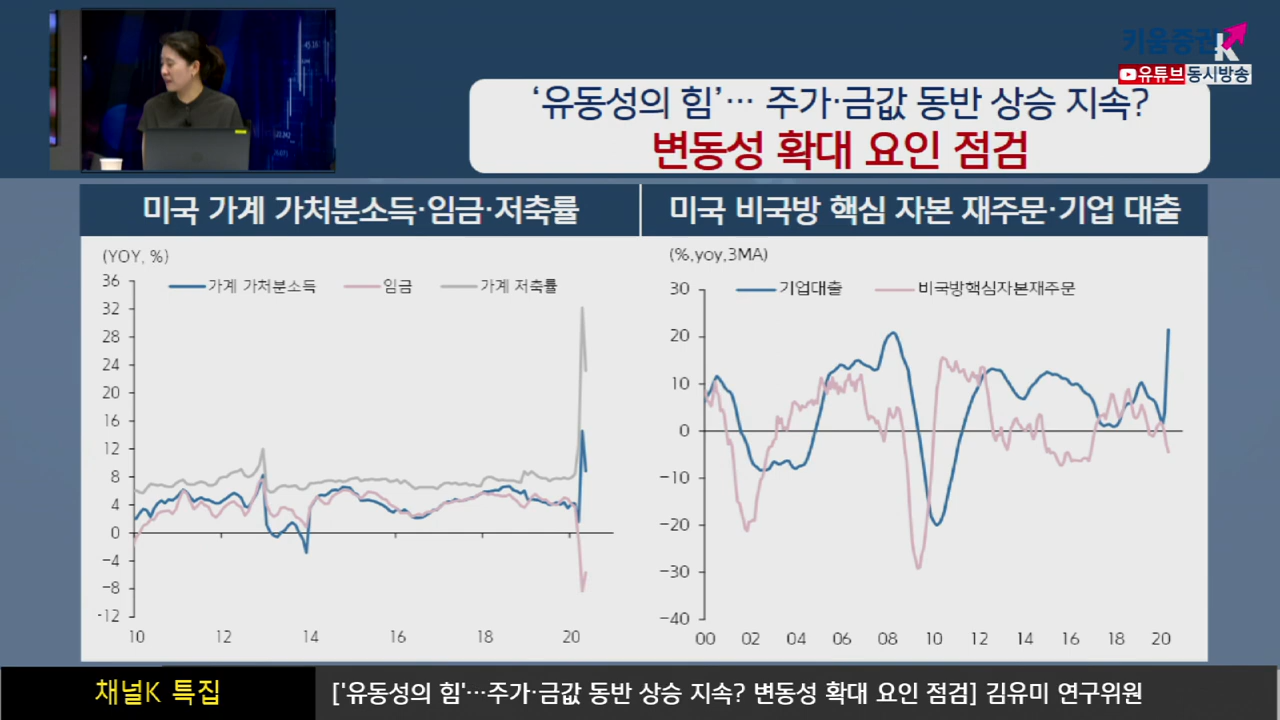 키움증권
유튜브동시방송
‘유동성의 힘’… 주가·금값 동반 상승 지속?
변동성 확대 요인 점검
미국 가계 가처분소득·임금·저축률
(YOY, %)
가계 가처분소득 임금 가계 저축률
36
32
28
24
20
16
12
8
4
0
−4
−8
-12
10 12 14 16 18 20
미국 비국방 핵심 자본 재주문·기업 대출
(%,yoy,3MA)
기업대출 비국방핵심자본재주문
30
20
10
0
−10
−20
−30
−40
00 02 04 06 08 10 12 14 16 18 20
채널K 특집
['유동성의 힘'…주가·금값 동반 상승 지속? 변동성 확대 요인 점검] 김유미 연구위원